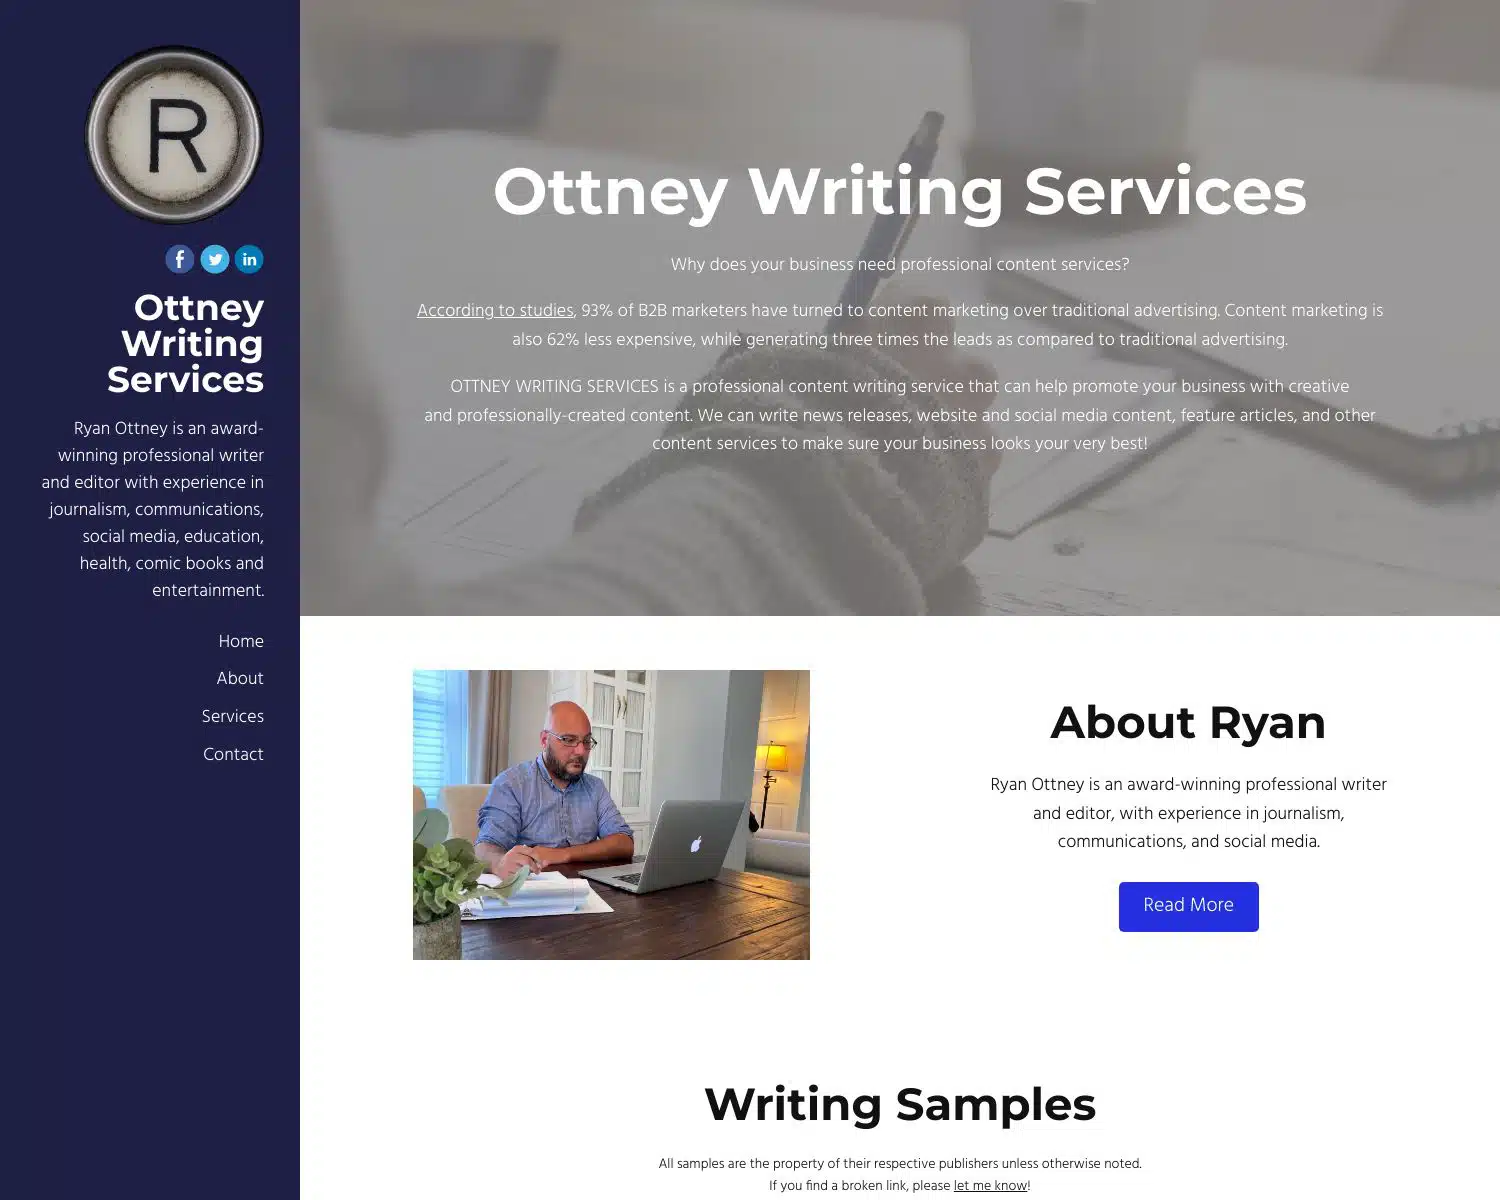 R
Ottney
Writing
Services
Ryan Ottney is an award-
winning professional writer
and editor with experience in
journalism, communications,
social media, education,
health, comic books and
entertainment.
Home
About
Services
Contact
Ottney Writing Services
Why does your business need professional content services?
According to studies, 93% of B2B marketers have turned to content marketing over traditional advertising. Content marketing is
also 62% less expensive, while generating three times the leads as compared to traditional advertising.
OTTNEY WRITING SERVICES is a professional content writing service that can help promote your business with creative
and professionally-created content. We can write news releases, website and social media content, feature articles, and other
content services to make sure your business looks your very best!
About Ryan
Ryan Ottney is an award-winning professional writer
and editor, with experience in journalism,
communications, and social media.
Read More
Writing Samples
All samples are the property of their respective publishers unless otherwise noted.
If you find a broken link, please let me know!